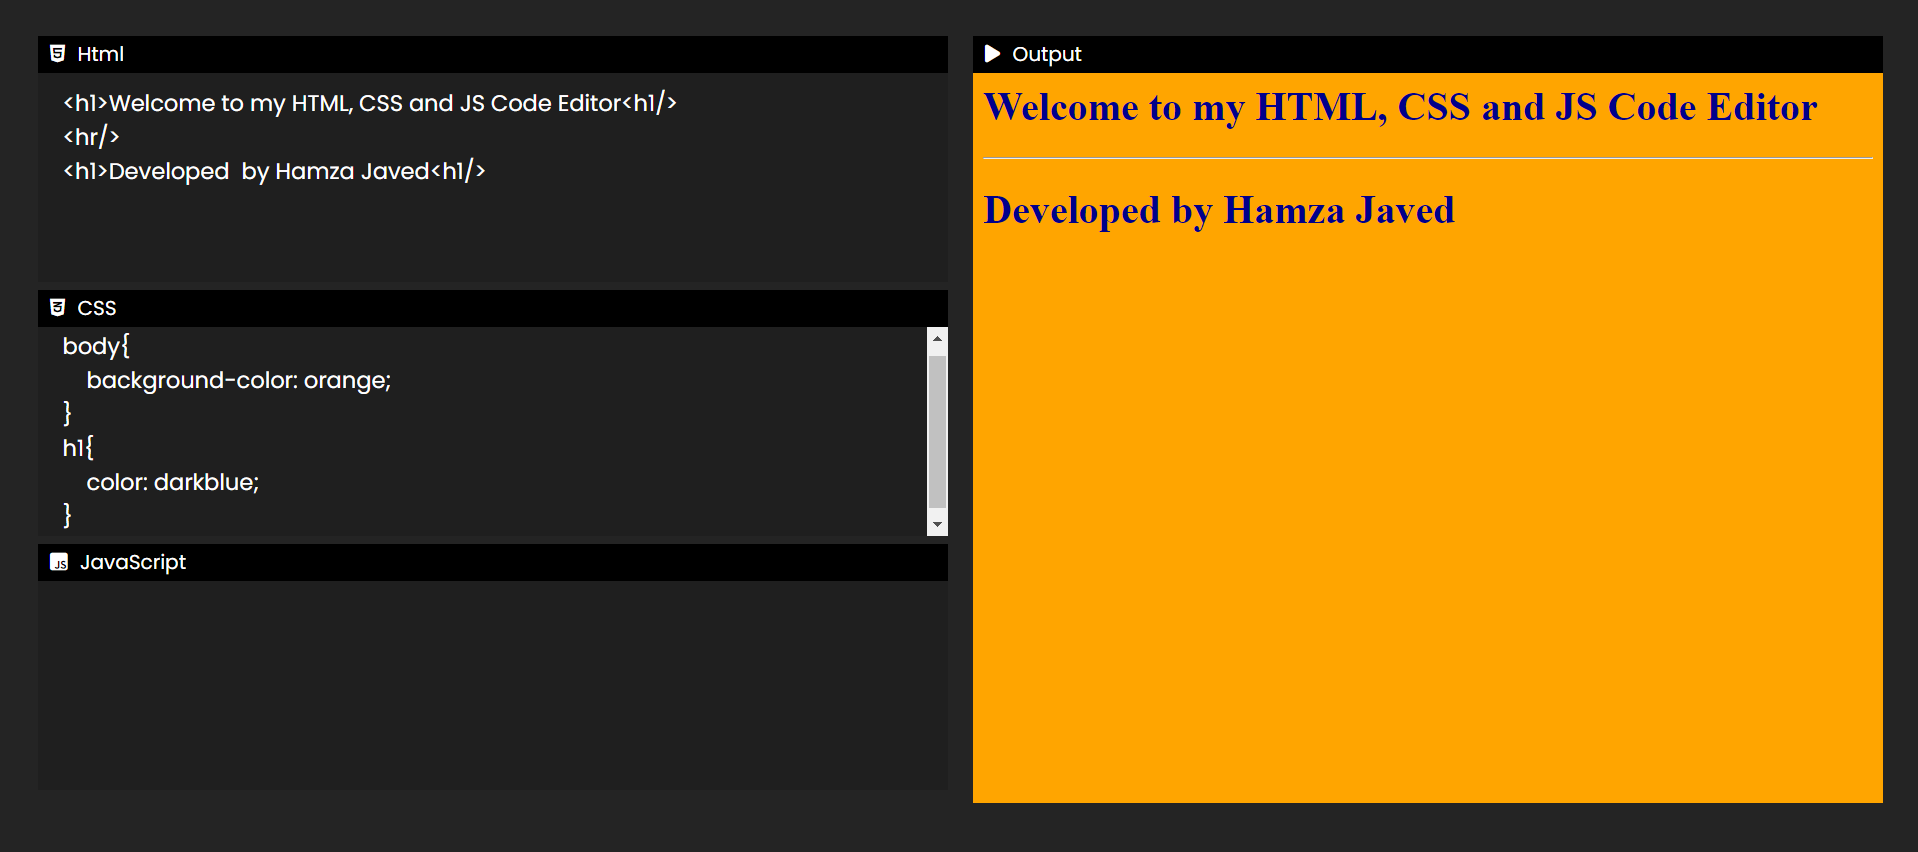 Html
<h1>Welcome to my HTML, CSS and JS Code Editor<h1/>
<hr/>
<h1>Developed  by Hamza Javed<h1/>
CSS
body{
    background-color: orange;
}
h1{
    color: darkblue;
}
JS JavaScript
Output
Welcome to my HTML, CSS and JS Code Editor
Developed by Hamza Javed